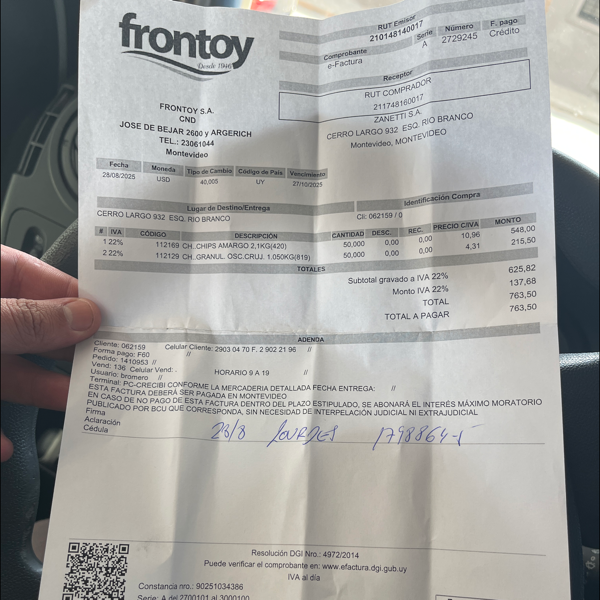 frontoy
Desde 1946
RUT Emisor
210148140017
Comprobante Serie Número F. pago
e-Factura A 2729245 Crédito
Receptor
RUT COMPRADOR
211748160017
ZANETTI S.A.
CERRO LARGO 932 ESQ. RIO BRANCO
Montevideo, MONTEVIDEO
FRONTOY S.A.
CND
JOSE DE BEJAR 2600 y ARGERICH
TEL.: 23061044
Montevideo
Fecha Moneda Tipo de Cambio Código de País Vencimiento
28/08/2025 USD 40,005 UY 27/10/2025
Lugar de Destino/Entrega Identificación Compra
CERRO LARGO 932 ESQ. RIO BRANCO Cli: 062159 / 0
# IVA CÓDIGO DESCRIPCIÓN CANTIDAD DESC. REC. PRECIO C/IVA MONTO
1 22% 112169 CH.CHIPS AMARGO 2,1KG(420) 50,000 0,00 0,00 10,96 548,00
2 22% 112129 CH.GRANUL. OSC.CRUJ. 1.050KG(819) 50,000 0,00 0,00 4,31 215,50
TOTALES
Subtotal gravado a IVA 22% 625,82
Monto IVA 22% 137,68
TOTAL 763,50
TOTAL A PAGAR 763,50
ADENDA
Cliente: 062159 Celular Cliente: 2903 04 70 F. 2 902 21 96 //
Forma pago: F60 //
Pedido: 1410953 //
Vend: 136 Celular Vend: . HORARIO 9 A 19 //
Usuario: bromero //
Terminal: PC-CRECIBI CONFORME LA MERCADERIA DETALLADA FECHA ENTREGA: //
ESTA FACTURA DEBERÁ SER PAGADA EN MONTEVIDEO
EN CASO DE NO PAGO DE ESTA FACTURA DENTRO DEL PLAZO ESTIPULADO, SE ABONARÁ EL INTERÉS MÁXIMO MORATORIO
PUBLICADO POR BCU QUE CORRESPONDA, SIN NECESIDAD DE INTERPELACIÓN JUDICIAL NI EXTRAJUDICIAL
Firma
Aclaración
Cédula
28/8 LOURDES 1798864-5
Resolución DGI Nro.: 4972/2014
Puede verificar el comprobante en: www.efactura.dgi.gub.uy
IVA al día
Constancia nro.: 90251034386
Serie: A del 2700101 al 3000100